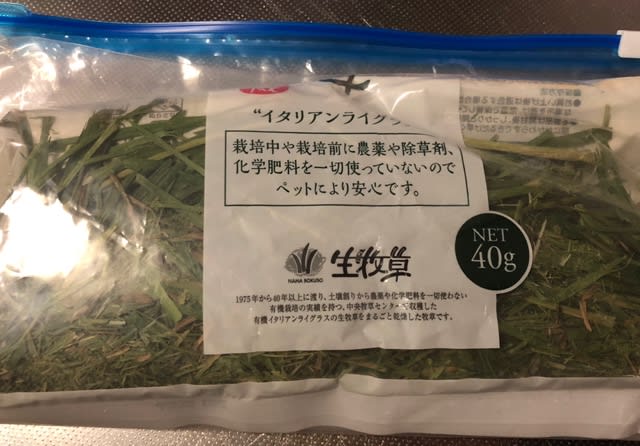 “イタリアンライグラ
栽培中や栽培前に農薬や除草剤、
化学肥料を一切使っていないので
ペットにより安心です。
NET
40g
NAMA BOKUSO
生牧草
1975年から40年以上に渡り、土壌創りから農薬や化学肥料を一切使わない
有機栽培の実績を持つ、中央牧草センターで収穫した
有機イタリアンライグラスの生牧草をまるごと乾燥した牧草です。